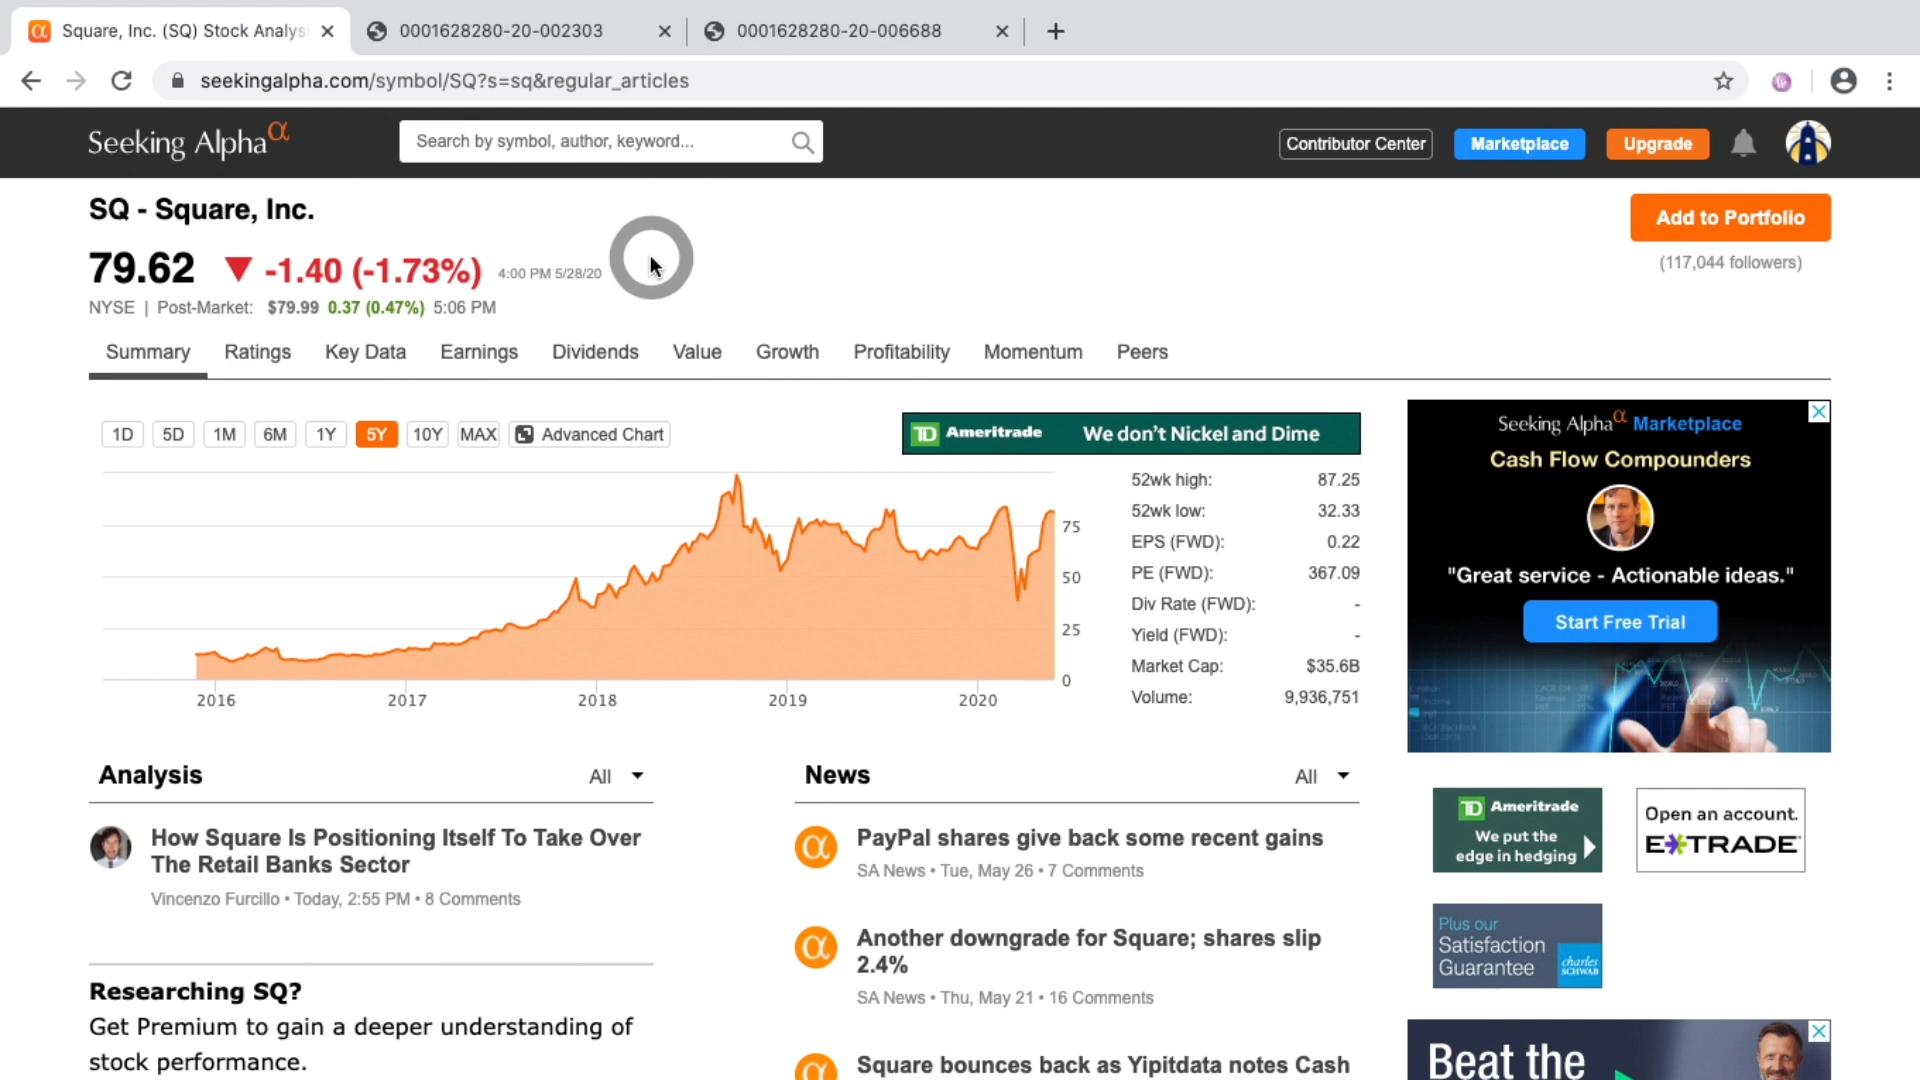 Square, Inc. (SQ) Stock Analys
0001628280-20-002303
0001628280-20-006688
seekingalpha.com/symbol/SQ?s=sq&regular_articles
Seeking Alpha α
Search by symbol, author, keyword...
Contributor Center
Marketplace
Upgrade
SQ - Square, Inc.
Add to Portfolio
79.62 -1.40 (-1.73%) 4:00 PM 5/28/20
(117,044 followers)
NYSE | Post-Market: $79.99 0.37 (0.47%) 5:06 PM
Summary Ratings Key Data Earnings Dividends Value Growth Profitability Momentum Peers
1D 5D 1M 6M 1Y 5Y 10Y MAX Advanced Chart
TD Ameritrade We don't Nickel and Dime
75
50
25
0
2016 2017 2018 2019 2020
52wk high: 87.25
52wk low: 32.33
EPS (FWD): 0.22
PE (FWD): 367.09
Div Rate (FWD): -
Yield (FWD): -
Market Cap: $35.6B
Volume: 9,936,751
Seeking Alpha α Marketplace
Cash Flow Compounders
"Great service - Actionable ideas."
Start Free Trial
Analysis
All
How Square Is Positioning Itself To Take Over
The Retail Banks Sector
Vincenzo Furcillo • Today, 2:55 PM • 8 Comments
Researching SQ?
Get Premium to gain a deeper understanding of
stock performance.
News
All
PayPal shares give back some recent gains
SA News • Tue, May 26 • 7 Comments
Another downgrade for Square; shares slip
2.4%
SA News • Thu, May 21 • 16 Comments
Square bounces back as Yipitdata notes Cash
TD Ameritrade
We put the
edge in hedging
Open an account.
E*TRADE
Plus our
Satisfaction
Guarantee
charles
SCHWAB
Beat the